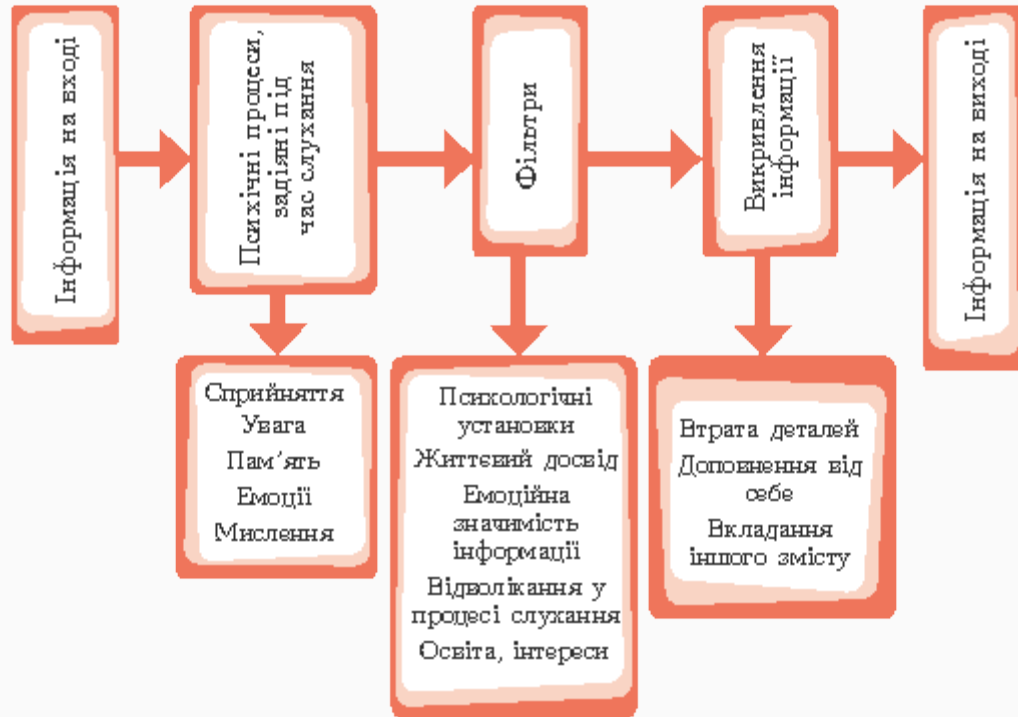 Інформація на вході
Психічні процеси,
задіяні під
час слухання
Фільтри
Викривлення
інформації
Інформація на виході
Сприйняття
Увага
Пам’ять
Емоції
Мислення
Психологічні
установки
Життєвий досвід
Емоційна
значимість
інформації
Відволікання у
процесі слухання
Освіта, інтереси
Втрата деталей
Доповнення від
себе
Вкладання
іншого змісту